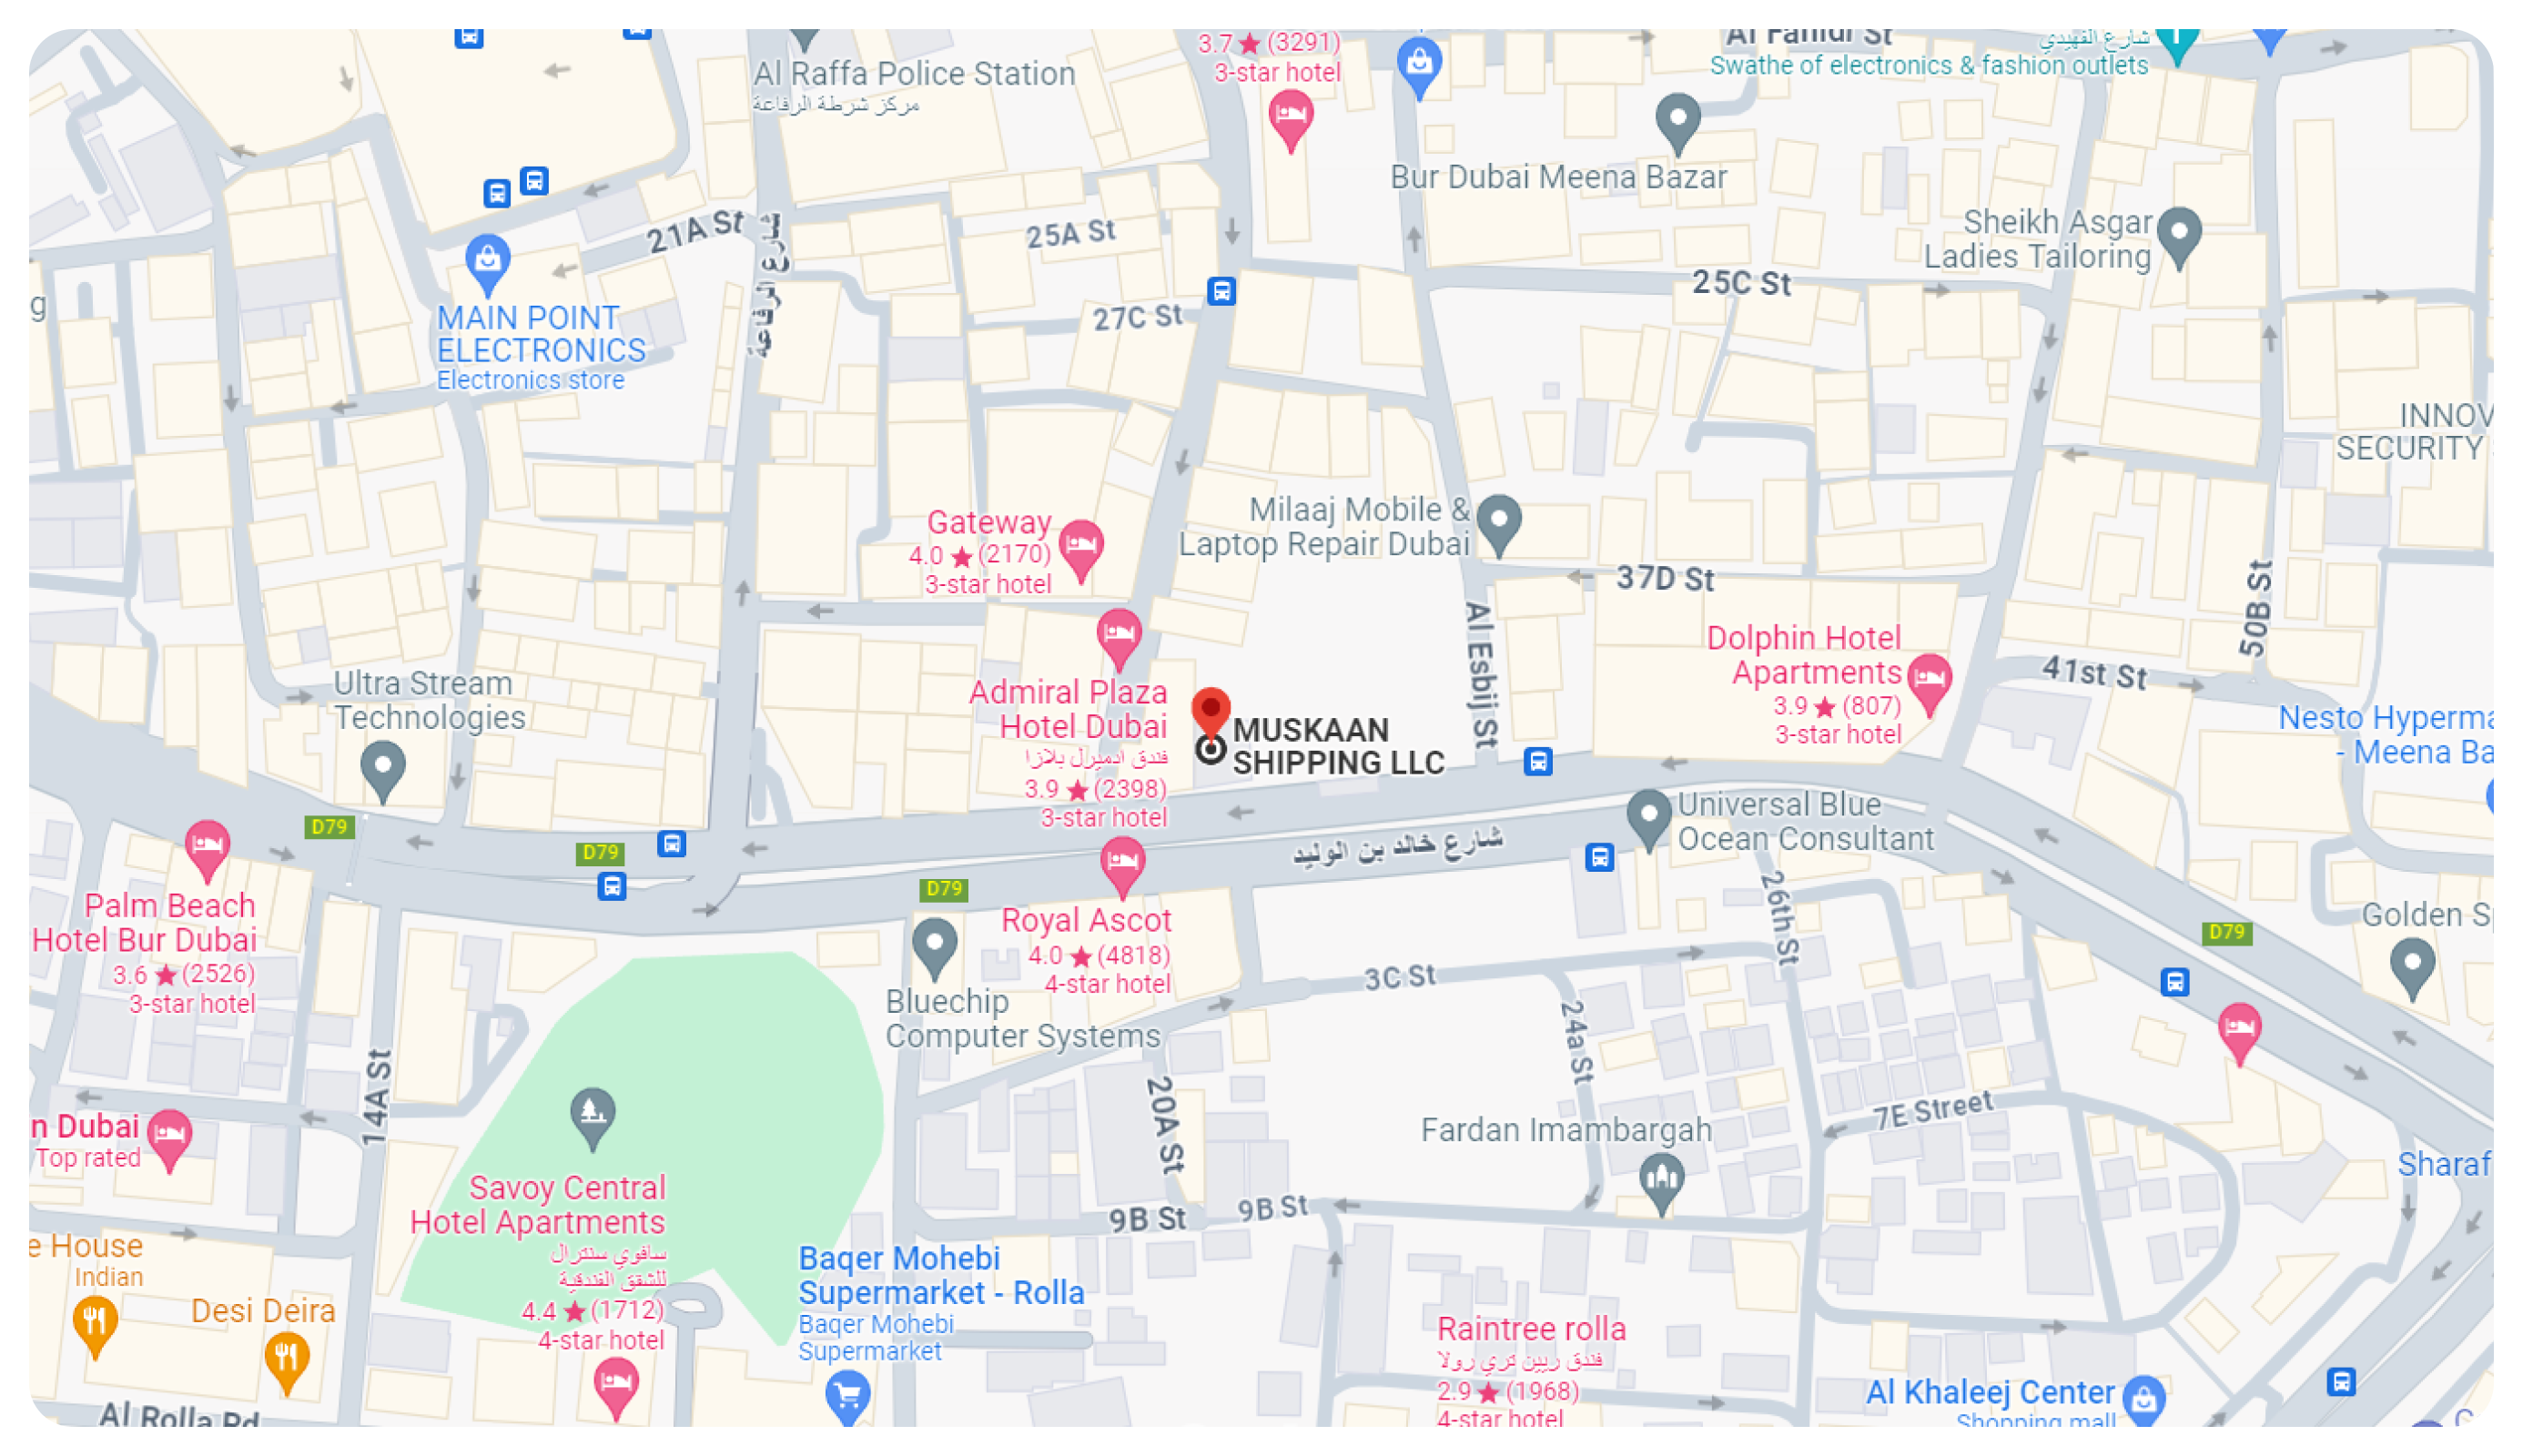 3.7 ★ (3291)
3-star hotel
Al Fahidi St
شارع الفهيدي
Swathe of electronics & fashion outlets
Al Raffa Police Station
مركز شرطة الرفاعة
Bur Dubai Meena Bazar
Sheikh Asgar
Ladies Tailoring
21A St
شارع الرفاعة
25A St
25C St
27C St
g
MAIN POINT
ELECTRONICS
Electronics store
INNOV
SECURITY
Gateway
4.0 ★ (2170)
3-star hotel
Milaaj Mobile &
Laptop Repair Dubai
37D St
Al Esbij St
50B St
Dolphin Hotel
Apartments
3.9 ★ (807)
3-star hotel
41st St
Ultra Stream
Technologies
Admiral Plaza
Hotel Dubai
فندق ادميرل بلازا
3.9 ★ (2398)
3-star hotel
MUSKAAN
SHIPPING LLC
Nesto Hyperma
- Meena Ba
Universal Blue
Ocean Consultant
D79
D79
D79
D79
شارع خالد بن الوليد
Palm Beach
Hotel Bur Dubai
3.6 ★ (2526)
3-star hotel
Royal Ascot
4.0 ★ (4818)
4-star hotel
26th St
Golden S
Bluechip
Computer Systems
3C St
24a St
14A St
20A St
7E Street
n Dubai
Top rated
Fardan Imambargah
Sharaf
Savoy Central
Hotel Apartments
سافوي سنترال
للشقق الفندقية
4.4 ★ (1712)
4-star hotel
9B St
9B St
e House
Indian
Desi Deira
Baqer Mohebi
Supermarket - Rolla
Baqer Mohebi
Supermarket
Raintree rolla
فندق ريين تري رولا
2.9 ★ (1968)
4-star hotel
Al Khaleej Center
Shopping mall
Al Rolla Rd